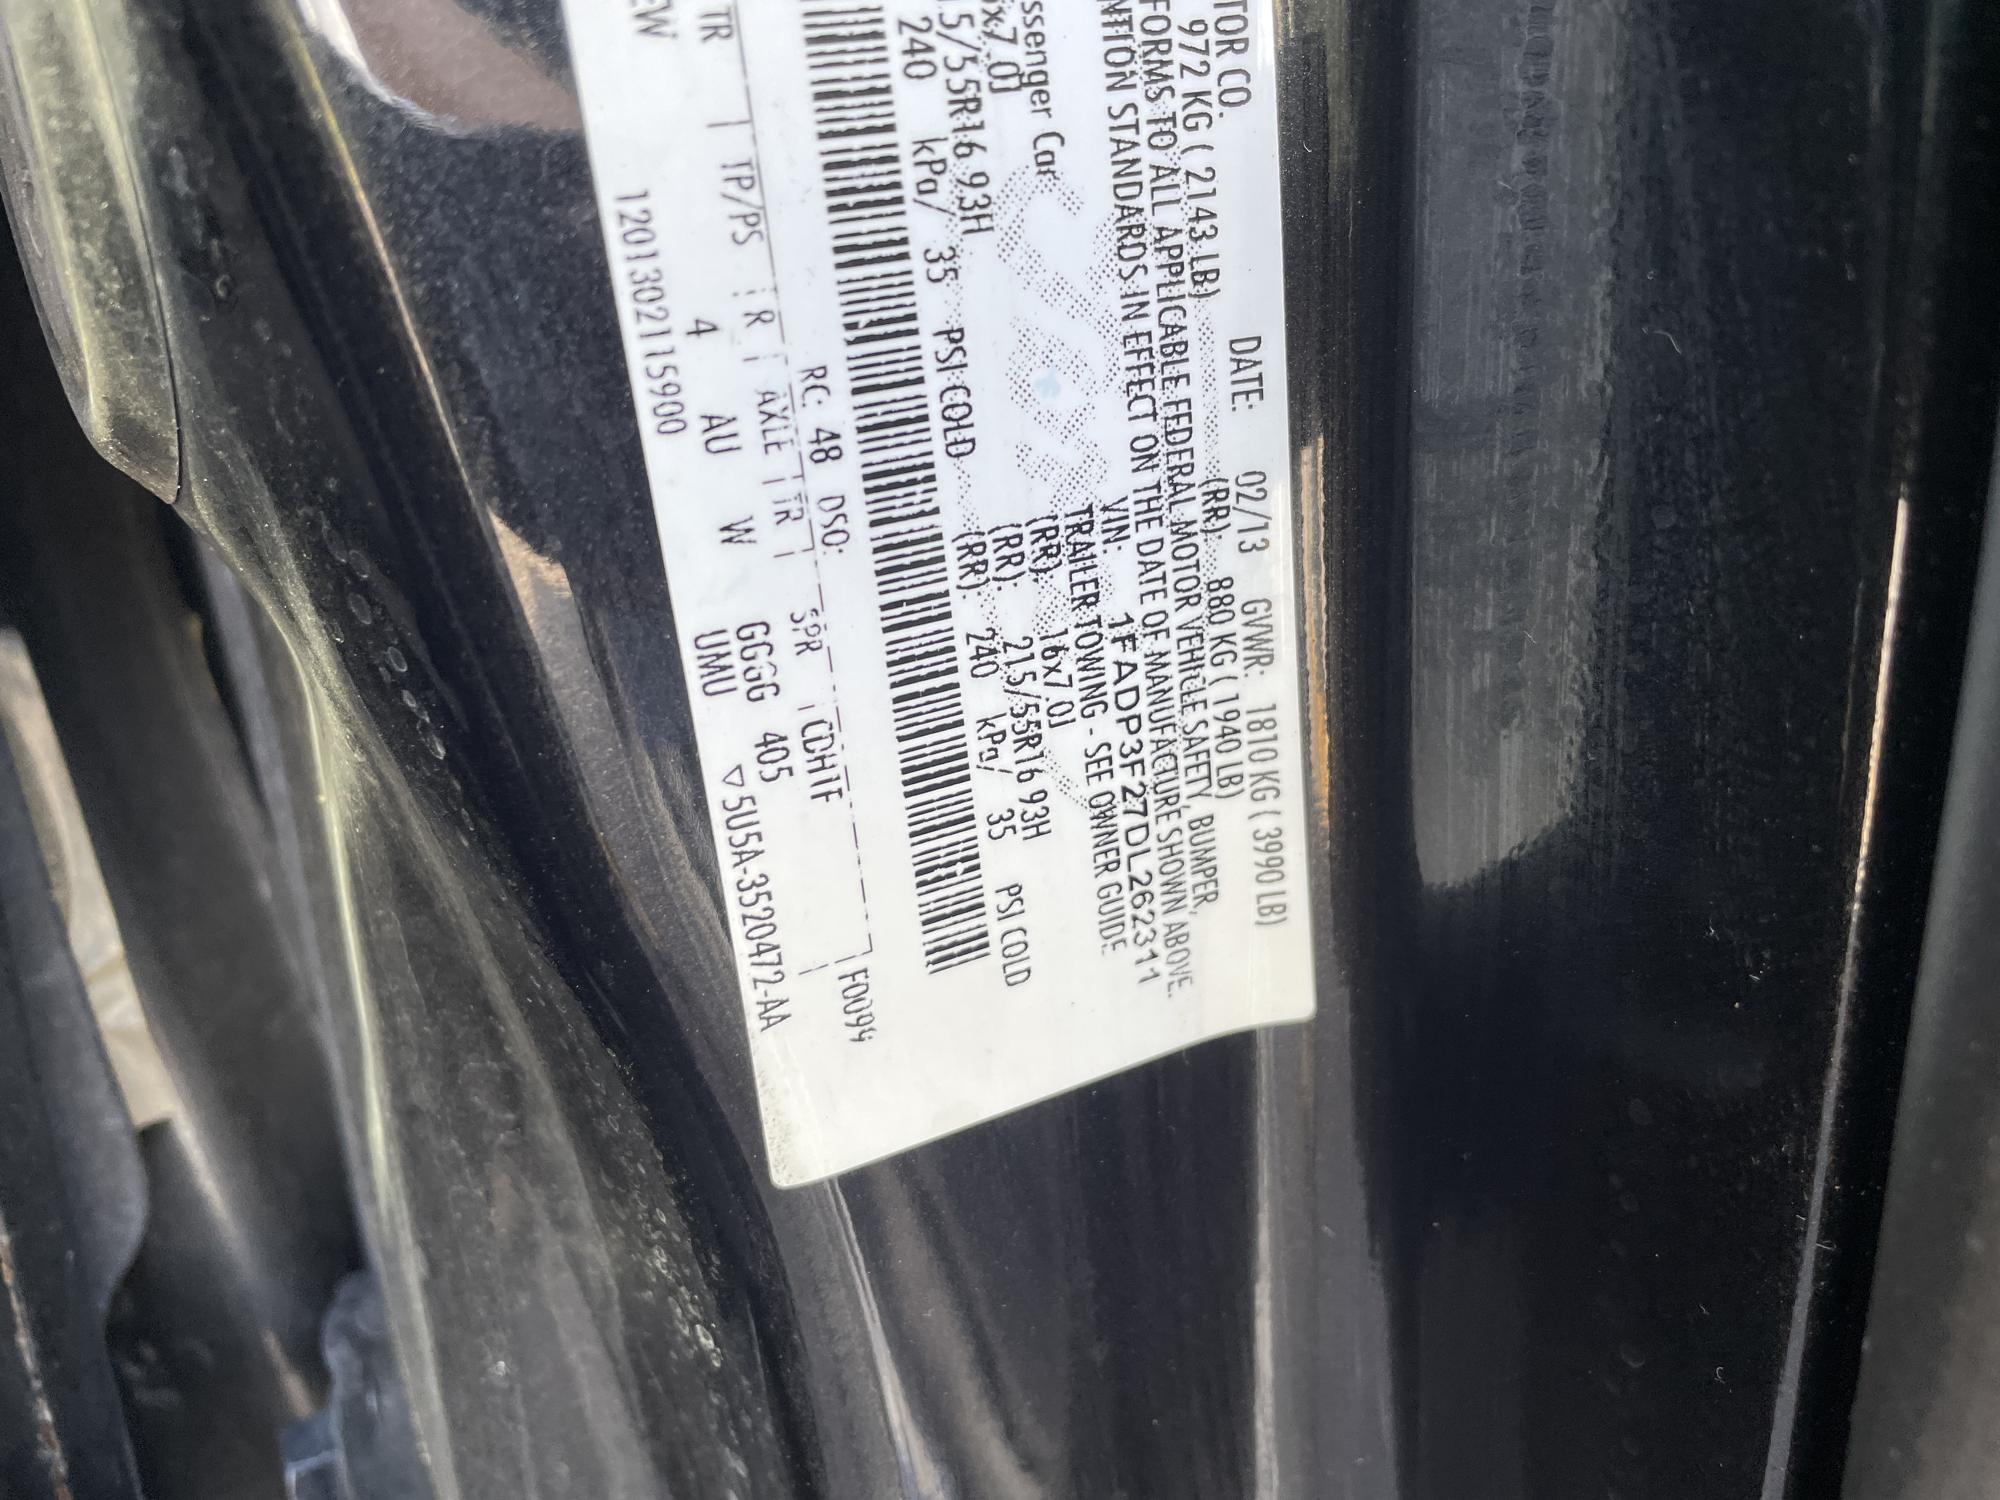 TOR CO. DATE: 02/13 GVWR: 1810 KG ( 3990 LB)
972 KG ( 2143 LB) (RR): 880 KG ( 1940 LB)
FORMS TO ALL APPLICABLE FEDERAL MOTOR VEHICLE SAFETY, BUMPER,
NTION STANDARDS IN EFFECT ON THE DATE OF MANUFACTURE SHOWN ABOVE.
VIN: 1FADP3F27DL262311
ssenger Car TRAILER TOWING - SEE OWNER GUIDE
6x7.0J (RR): 16x7.0J
15/55R16 93H (RR): 215/55R16 93H
240 kPa/ 35 PSI COLD (RR): 240 kPa/ 35 PSI COLD
RC: 48 DSO: F0094
TR TP/PS R AXLE TR SPR CDH1F
4 AU W GGGG 405
EW UMU
1201302115900 ▽5U5A-3520472-AA